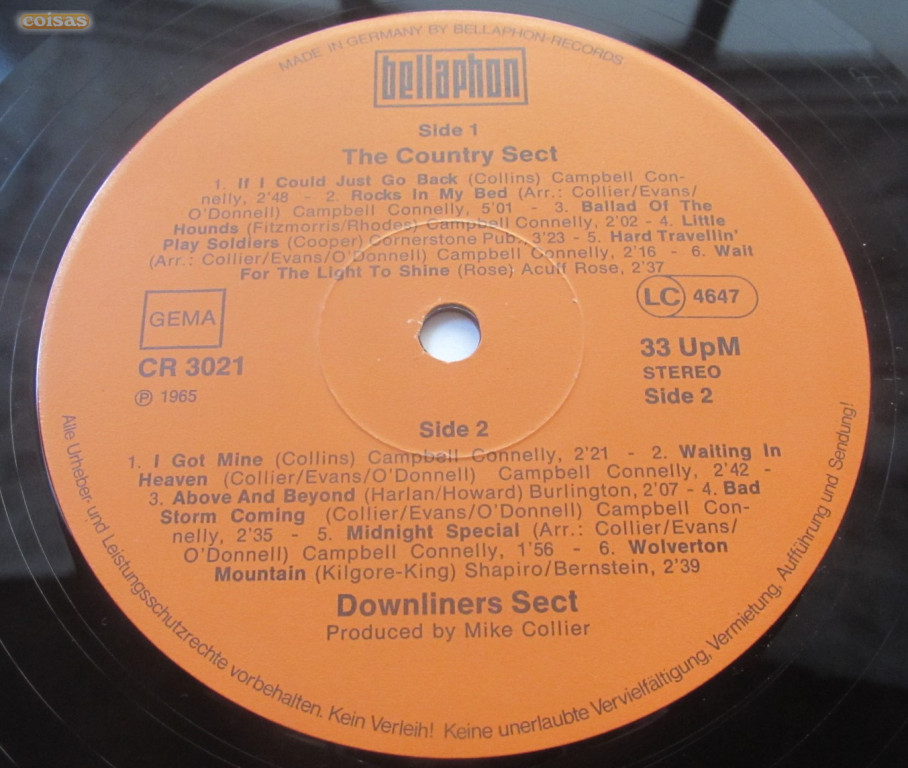 coisas
MADE IN GERMANY BY BELLAPHON-RECORDS
bellaphon
Side 1
The Country Sect
1. If I Could Just Go Back (Collins) Campbell Con-
nelly, 2'48 - 2. Rocks In My Bed (Arr.: Collier/Evans/
O'Donnell) Campbell Connelly, 5'01 - 3. Ballad Of The
Hounds (Fitzmorris/Rhodes) Campbell Connelly, 2'02 - 4. Little
Play Soldiers (Cooper) Cornerstone Pub., 3'23 - 5. Hard Travellin'
(Arr.: Collier/Evans/O'Donnell) Campbell Connelly, 2'16 - 6. Wait
For The Light To Shine (Rose) Acuff Rose, 2'37
GEMA
CR 3021
℗ 1965
LC 4647
33 UpM
STEREO
Side 2
Side 2
1. I Got Mine (Collins) Campbell Connelly, 2'21 - 2. Waiting In
Heaven (Collier/Evans/O'Donnell) Campbell Connelly, 2'42 -
3. Above And Beyond (Harlan/Howard) Burlington, 2'07 - 4. Bad
Storm Coming (Collier/Evans/O'Donnell) Campbell Con-
nelly, 2'35 - 5. Midnight Special (Arr.: Collier/Evans/
O'Donnell) Campbell Connelly, 1'56 - 6. Wolverton
Mountain (Kilgore-King) Shapiro/Bernstein, 2'39
Downliners Sect
Produced by Mike Collier
Alle Urheber- und Leistungsschutzrechte vorbehalten. Kein Verleih! Keine unerlaubte Vervielfältigung, Vermietung, Aufführung und Sendung!